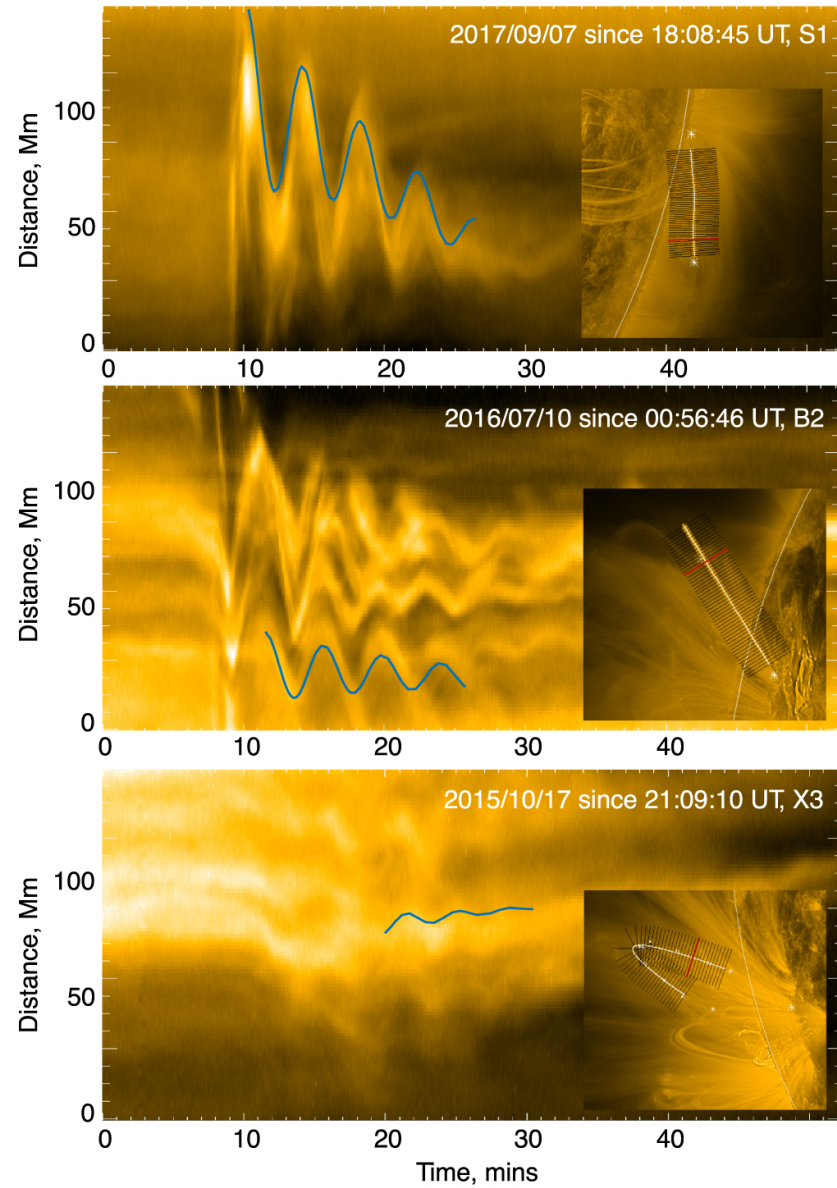 2017/09/07 since 18:08:45 UT, S1
Distance, Mm
100
50
0
0 10 20 30 40
2016/07/10 since 00:56:46 UT, B2
Distance, Mm
100
50
0
0 10 20 30 40
2015/10/17 since 21:09:10 UT, X3
Distance, Mm
100
50
0
0 10 20 30 40
Time, mins